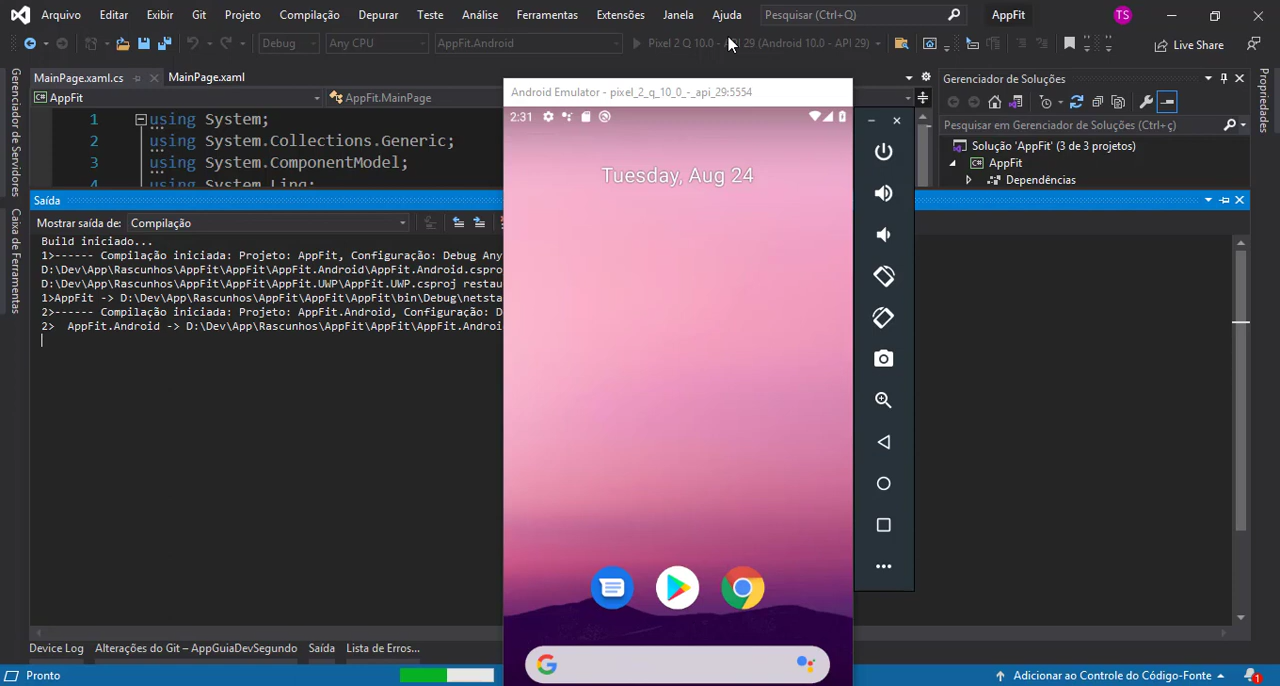 Arquivo Editar Exibir Git Projeto Compilação Depurar Teste Análise Ferramentas Extensões Janela Ajuda Pesquisar (Ctrl+Q) AppFit TS
Debug Any CPU AppFit.Android Pixel 2 Q 10.0 - API 29 (Android 10.0 - API 29) Live Share
Gerenciador de Servidores
Caixa de Ferramentas
MainPage.xaml.cs MainPage.xaml
AppFit AppFit.MainPage
1 using System;
2 using System.Collections.Generic;
3 using System.ComponentModel;
4 using System.Linq;
Saída
Mostrar saída de: Compilação
Build iniciado...
1>------ Compilação iniciada: Projeto: AppFit, Configuração: Debug Any
D:\Dev\App\Rascunhos\AppFit\AppFit\AppFit.Android\AppFit.Android.cspro
D:\Dev\App\Rascunhos\AppFit\AppFit\AppFit.UWP\AppFit.UWP.csproj restau
1>AppFit -> D:\Dev\App\Rascunhos\AppFit\AppFit\AppFit\bin\Debug\netsta
2>------ Compilação iniciada: Projeto: AppFit.Android, Configuração: D
2>  AppFit.Android -> D:\Dev\App\Rascunhos\AppFit\AppFit\AppFit.Androi
Android Emulator - pixel_2_q_10_0_-_api_29:5554
2:31
Tuesday, Aug 24
Gerenciador de Soluções
Pesquisar em Gerenciador de Soluções (Ctrl+ç)
Solução 'AppFit' (3 de 3 projetos)
AppFit
Dependências
Propriedades
Device Log Alterações do Git – AppGuiaDevSegundo Saída Lista de Erros...
Pronto Adicionar ao Controle do Código-Fonte 1